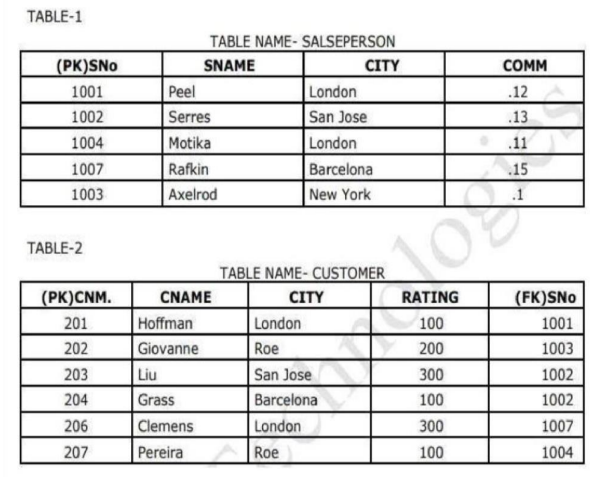 TABLE-1
TABLE NAME- SALSEPERSON
(PK)SNo SNAME CITY COMM
1001 Peel London .12
1002 Serres San Jose .13
1004 Motika London .11
1007 Rafkin Barcelona .15
1003 Axelrod New York .1
TABLE-2
TABLE NAME- CUSTOMER
(PK)CNM. CNAME CITY RATING (FK)SNo
201 Hoffman London 100 1001
202 Giovanne Roe 200 1003
203 Liu San Jose 300 1002
204 Grass Barcelona 100 1002
206 Clemens London 300 1007
207 Pereira Roe 100 1004
Technologies